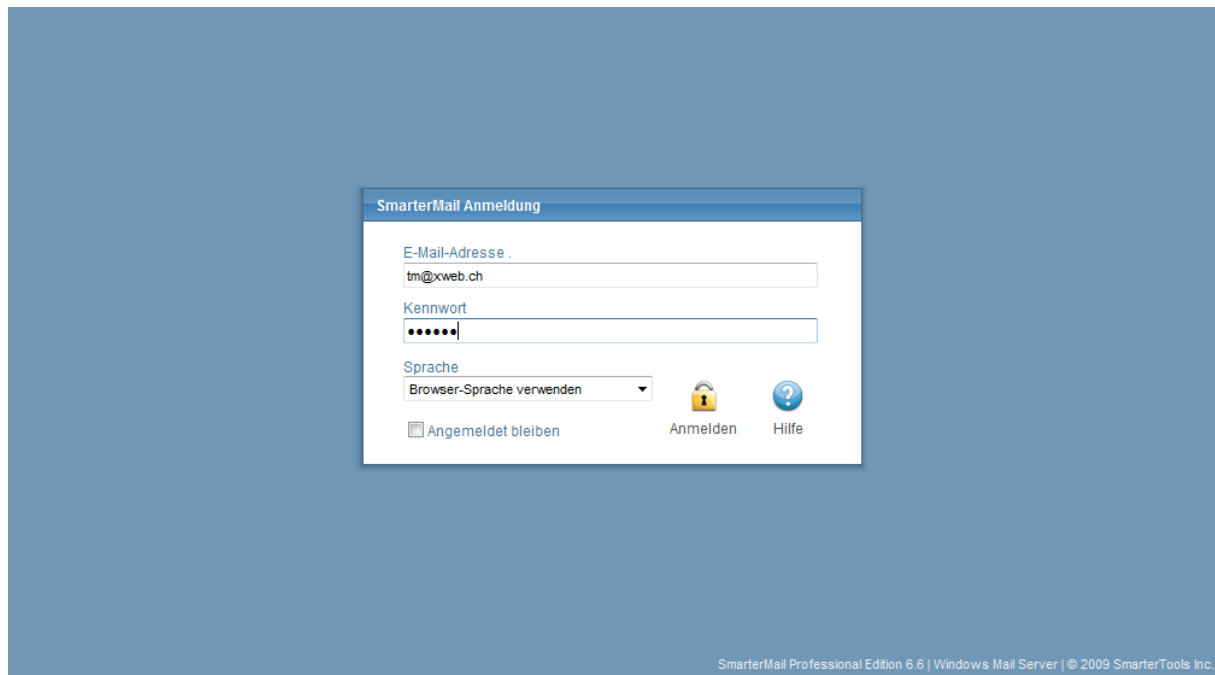 SmarterMail Anmeldung
E-Mail-Adresse .
tm@xweb.ch
Kennwort
••••••
Sprache
Browser-Sprache verwenden
Angemeldet bleiben
Anmelden
Hilfe
SmarterMail Professional Edition 6.6 | Windows Mail Server | © 2009 SmarterTools Inc.